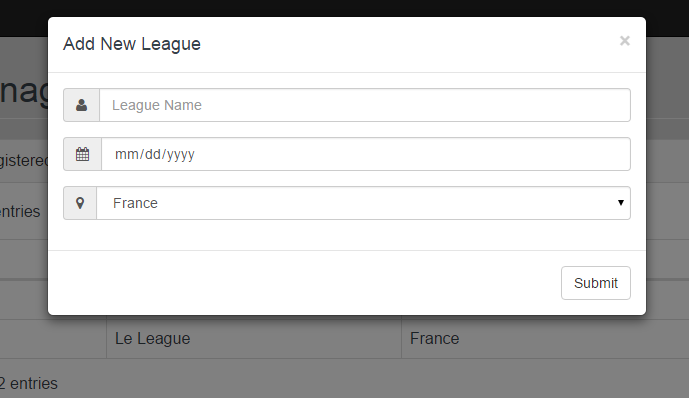 Add New League
×
nag
League Name
mm/dd/yyyy
gistered
France
entries
Submit
Le League
France
2 entries